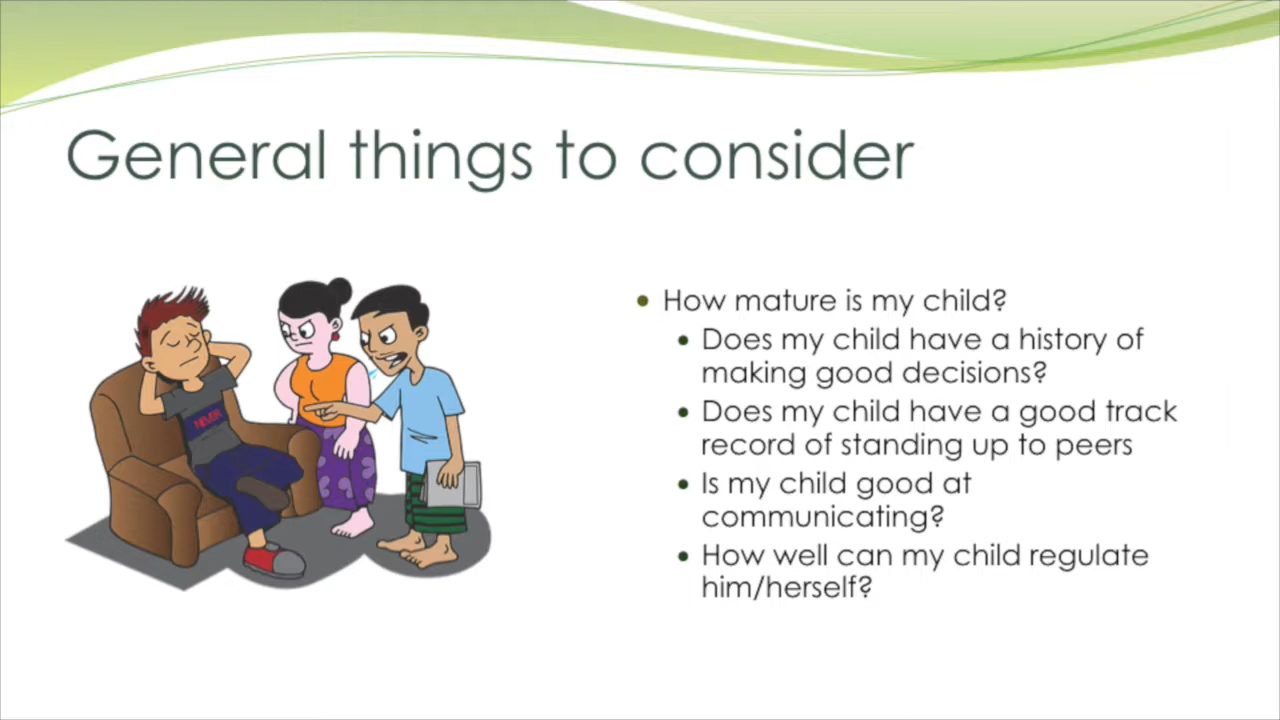 General things to consider
• How mature is my child?
• Does my child have a history of
making good decisions?
• Does my child have a good track
record of standing up to peers
• Is my child good at
communicating?
• How well can my child regulate
him/herself?